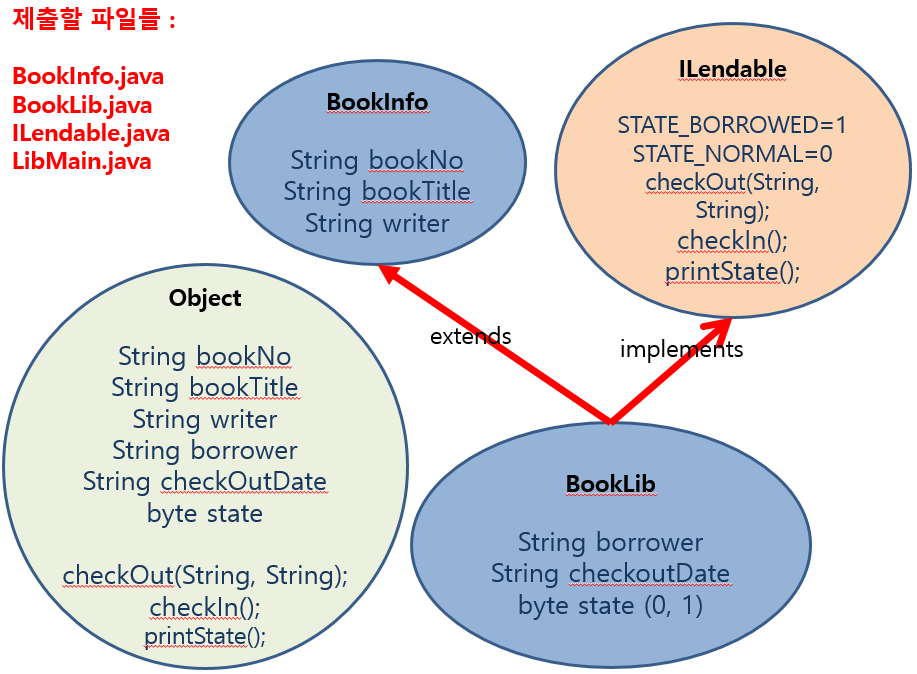 제출할 파일들 :
BookInfo.java
BookLib.java
ILendable.java
LibMain.java
BookInfo
String bookNo
String bookTitle
String writer
ILendable
STATE_BORROWED=1
STATE_NORMAL=0
checkOut(String,
String);
checkIn();
printState();
extends
implements
Object
String bookNo
String bookTitle
String writer
String borrower
String checkOutDate
byte state
checkOut(String, String);
checkIn();
printState();
BookLib
String borrower
String checkoutDate
byte state (0, 1)